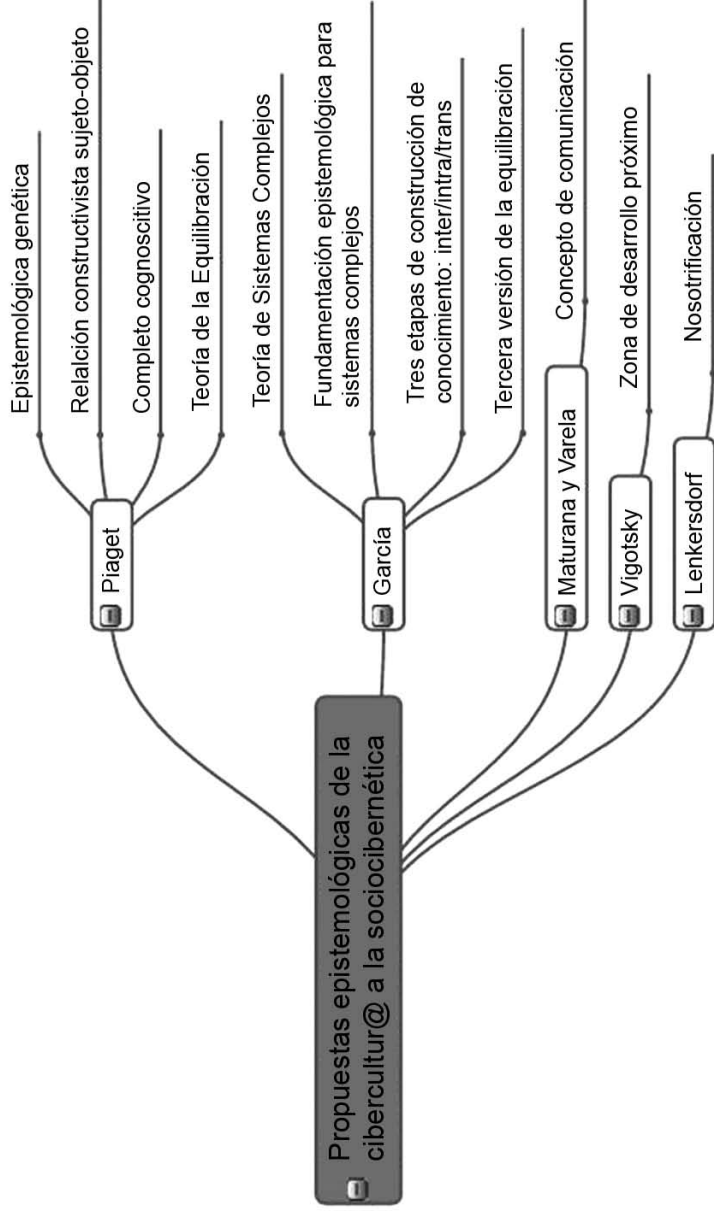 Propuestas epistemológicas de la
cibercultur@ a la sociocibernética
Piaget
Epistemológica genética
Relalción constructivista sujeto-objeto
Completo cognoscitivo
Teoría de la Equilibración
García
Teoría de Sistemas Complejos
Fundamentación epistemológica para
sistemas complejos
Tres etapas de construcción de
conocimiento: inter/intra/trans
Tercera versión de la equilibración
Maturana y Varela
Concepto de comunicación
Vigotsky
Zona de desarrollo próximo
Lenkersdorf
Nosotrificación